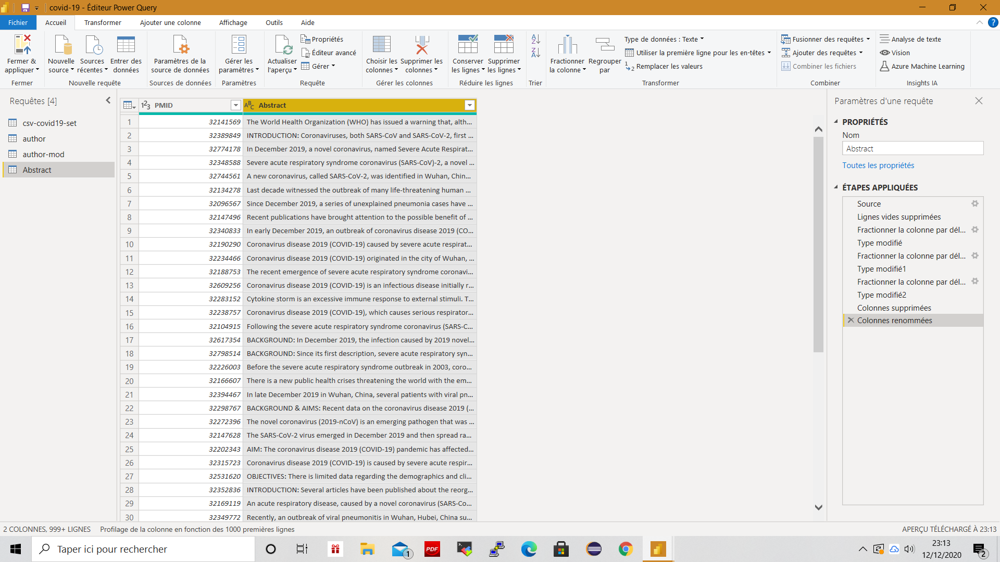 covid-19 - Éditeur Power Query
Fichier
Accueil
Transformer
Ajouter une colonne
Affichage
Outils
Aide
?
Fermer &
appliquer
Nouvelle
source
Sources
récentes
Entrer des
données
Paramètres de la
source de données
Gérer les
paramètres
Actualiser
l'aperçu
Propriétés
Éditeur avancé
Gérer
Choisir les
colonnes
Supprimer les
colonnes
Conserver
les lignes
Supprimer
les lignes
Fractionner
la colonne
Regrouper
par
Type de données : Texte
Utiliser la première ligne pour les en-têtes
Remplacer les valeurs
Fusionner des requêtes
Ajouter des requêtes
Combiner les fichiers
Analyse de texte
Vision
Azure Machine Learning
Fermer
Nouvelle requête
Sources de données
Paramètres
Requête
Gérer les colonnes
Réduire les lignes
Trier
Transformer
Combiner
Insights IA
Requêtes [4]
csv-covid19-set
author
author-mod
Abstract
123 PMID
ABC Abstract
1 32141569 The World Health Organization (WHO) has issued a warning that, alth...
2 32389849 INTRODUCTION: Coronaviruses, both SARS-CoV and SARS-CoV-2, first ...
3 32774178 In December 2019, a novel coronavirus, named Severe Acute Respirat...
4 32348588 Severe acute respiratory syndrome coronavirus (SARS-CoV)-2, a novel ...
5 32744561 A new coronavirus, called SARS-CoV-2, was identified in Wuhan, Chin...
6 32134278 Last decade witnessed the outbreak of many life-threatening human ...
7 32096567 Since December 2019, a series of unexplained pneumonia cases have ...
8 32147496 Recent publications have brought attention to the possible benefit of ...
9 32340833 In early December 2019, an outbreak of coronavirus disease 2019 (CO...
10 32190290 Coronavirus disease 2019 (COVID-19) caused by severe acute respirat...
11 32234466 Coronavirus disease 2019 (COVID-19) originated in the city of Wuhan, ...
12 32188753 The recent emergence of severe acute respiratory syndrome coronavi...
13 32609256 Coronavirus disease 2019 (COVID-19) is an infectious disease initially r...
14 32283152 Cytokine storm is an excessive immune response to external stimuli. T...
15 32238757 Coronavirus disease 2019 (COVID-19), which causes serious respirator...
16 32104915 Following the severe acute respiratory syndrome coronavirus (SARS-C...
17 32617354 BACKGROUND: In December 2019, the infection caused by 2019 novel...
18 32798514 BACKGROUND: Since its first description, severe acute respiratory syn...
19 32226003 Before the severe acute respiratory syndrome outbreak in 2003, coro...
20 32166607 There is a new public health crises threatening the world with the em...
21 32394467 In late December 2019 in Wuhan, China, several patients with viral pn...
22 32298767 BACKGROUND & AIMS: Recent data on the coronavirus disease 2019 (...
23 32272396 The novel coronavirus (2019-nCoV) is an emerging pathogen that was ...
24 32147628 The SARS-CoV-2 virus emerged in December 2019 and then spread ra...
25 32202343 AIM: The coronavirus disease 2019 (COVID-19) pandemic has affected...
26 32315723 Coronavirus disease 2019 (COVID-19) is caused by severe acute respir...
27 32531620 OBJECTIVES: There is limited data regarding the demographics and cli...
28 32352836 INTRODUCTION: Several articles have been published about the reorg...
29 32169119 An acute respiratory disease, caused by a novel coronavirus (SARS-Co...
30 32349772 Recently, an outbreak of viral pneumonitis in Wuhan, Hubei, China su...
Paramètres d'une requête
PROPRIÉTÉS
Nom
Abstract
Toutes les propriétés
ÉTAPES APPLIQUÉES
Source
Lignes vides supprimées
Fractionner la colonne par dél...
Type modifié
Fractionner la colonne par dél...
Type modifié1
Fractionner la colonne par dél...
Type modifié2
Colonnes supprimées
Colonnes renommées
2 COLONNES, 999+ LIGNES
Profilage de la colonne en fonction des 1000 premières lignes
APERÇU TÉLÉCHARGÉ À 23:13
Taper ici pour rechercher
1
PDF
23:13
12/12/2020
2